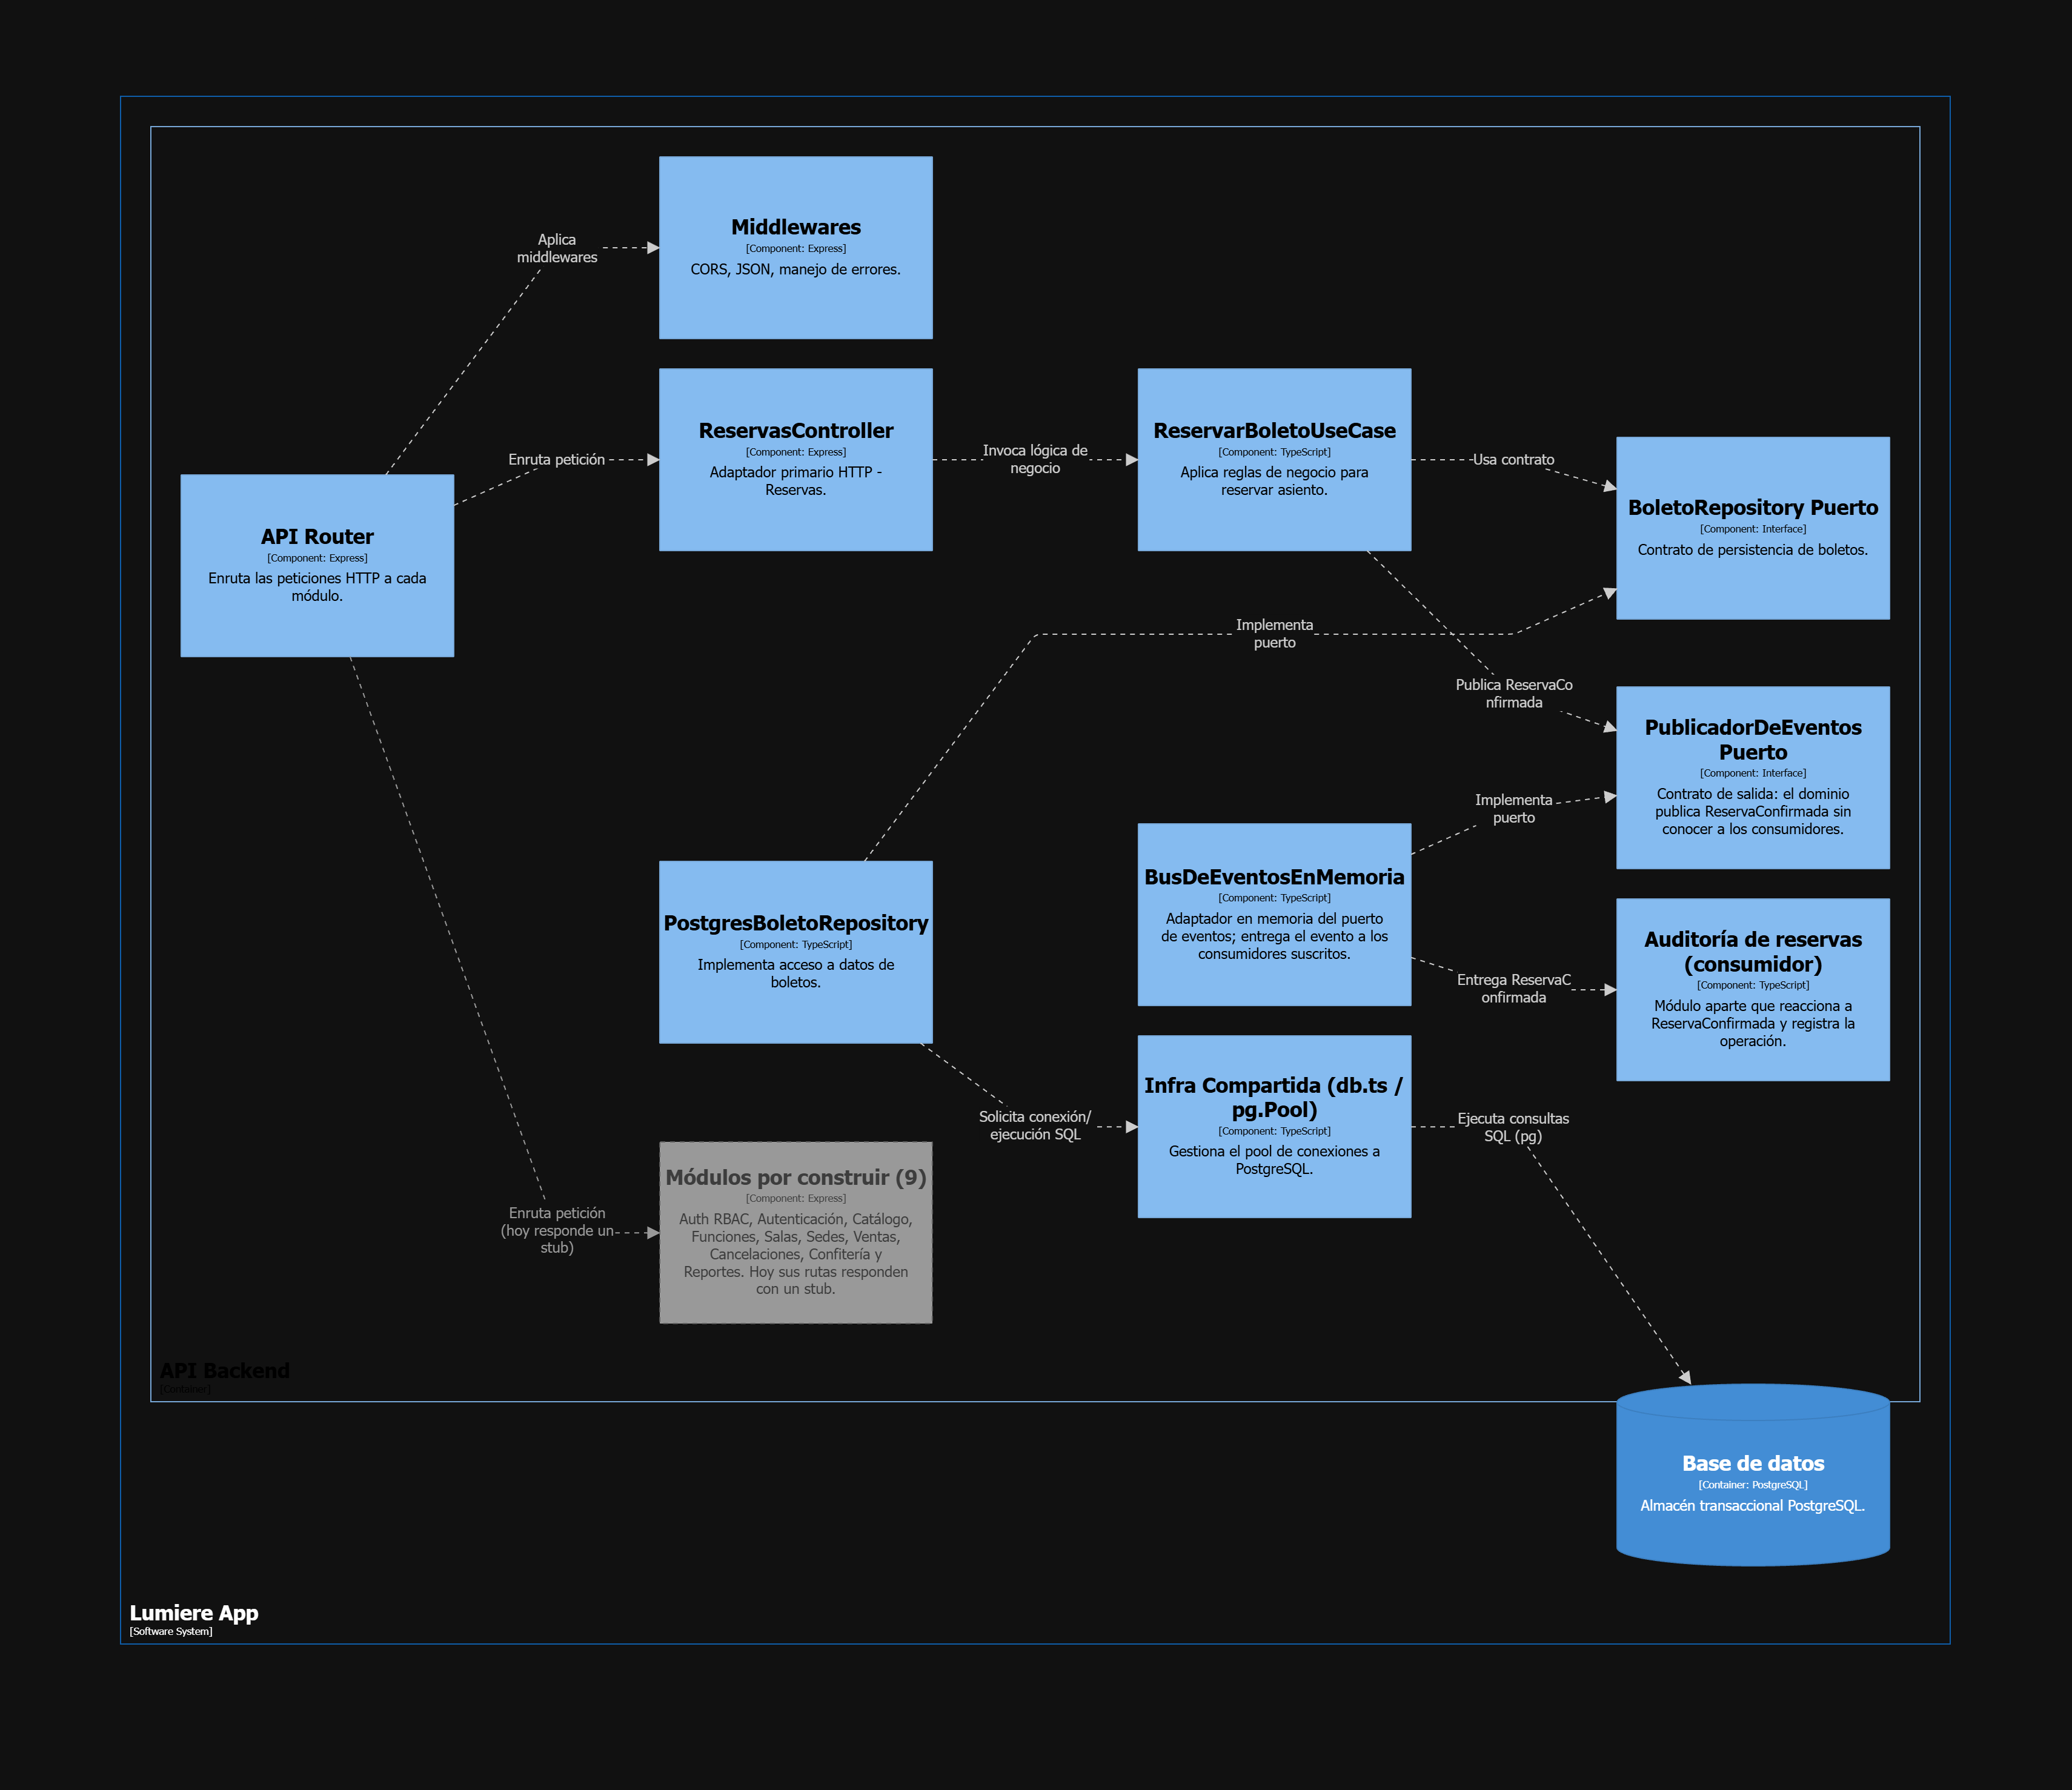 Middlewares
[Component: Express]
CORS, JSON, manejo de errores.
Aplica
middlewares
ReservasController
[Component: Express]
Adaptador primario HTTP -
Reservas.
Enruta petición
Invoca lógica de
negocio
ReservarBoletoUseCase
[Component: TypeScript]
Aplica reglas de negocio para
reservar asiento.
Usa contrato
BoletoRepository Puerto
[Component: Interface]
Contrato de persistencia de boletos.
API Router
[Component: Express]
Enruta las peticiones HTTP a cada
módulo.
Implementa
puerto
Publica ReservaCo
nfirmada
PublicadorDeEventos
Puerto
[Component: Interface]
Contrato de salida: el dominio
publica ReservaConfirmada sin
conocer a los consumidores.
Implementa
puerto
BusDeEventosEnMemoria
[Component: TypeScript]
Adaptador en memoria del puerto
de eventos; entrega el evento a los
consumidores suscritos.
PostgresBoletoRepository
[Component: TypeScript]
Implementa acceso a datos de
boletos.
Entrega ReservaC
onfirmada
Auditoría de reservas
(consumidor)
[Component: TypeScript]
Módulo aparte que reacciona a
ReservaConfirmada y registra la
operación.
Solicita conexión/
ejecución SQL
Infra Compartida (db.ts /
pg.Pool)
[Component: TypeScript]
Gestiona el pool de conexiones a
PostgreSQL.
Ejecuta consultas
SQL (pg)
Enruta petición
(hoy responde un
stub)
Módulos por construir (9)
[Component: Express]
Auth RBAC, Autenticación, Catálogo,
Funciones, Salas, Sedes, Ventas,
Cancelaciones, Confitería y
Reportes. Hoy sus rutas responden
con un stub.
API Backend
[Container]
Base de datos
[Container: PostgreSQL]
Almacén transaccional PostgreSQL.
Lumiere App
[Software System]